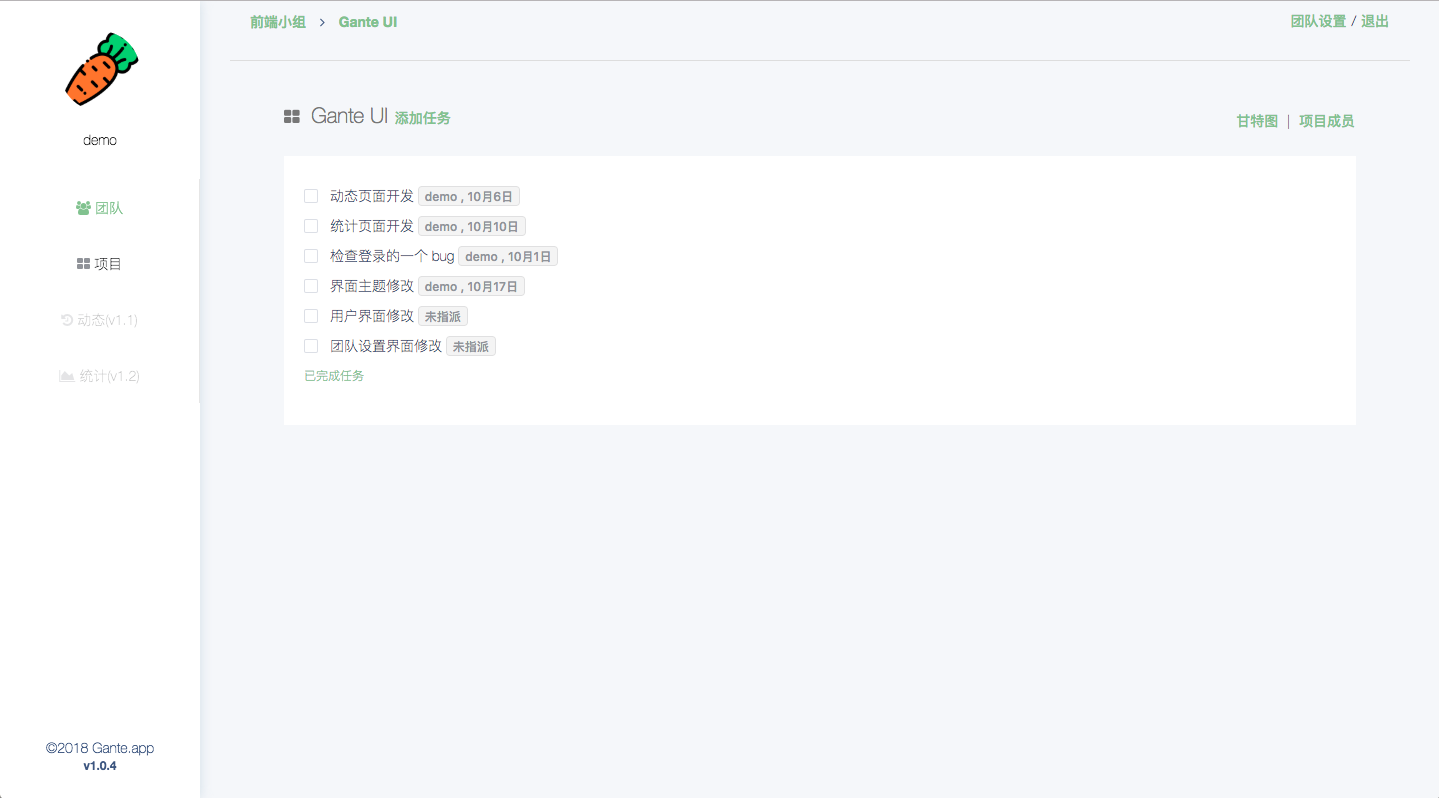 demo
团队
项目
动态(v1.1)
统计(v1.2)
©2018 Gante.app
v1.0.4
前端小组 > Gante UI
团队设置 / 退出
Gante UI 添加任务
甘特图 | 项目成员
动态页面开发 demo , 10月6日
统计页面开发 demo , 10月10日
检查登录的一个 bug demo , 10月1日
界面主题修改 demo , 10月17日
用户界面修改 未指派
团队设置界面修改 未指派
已完成任务